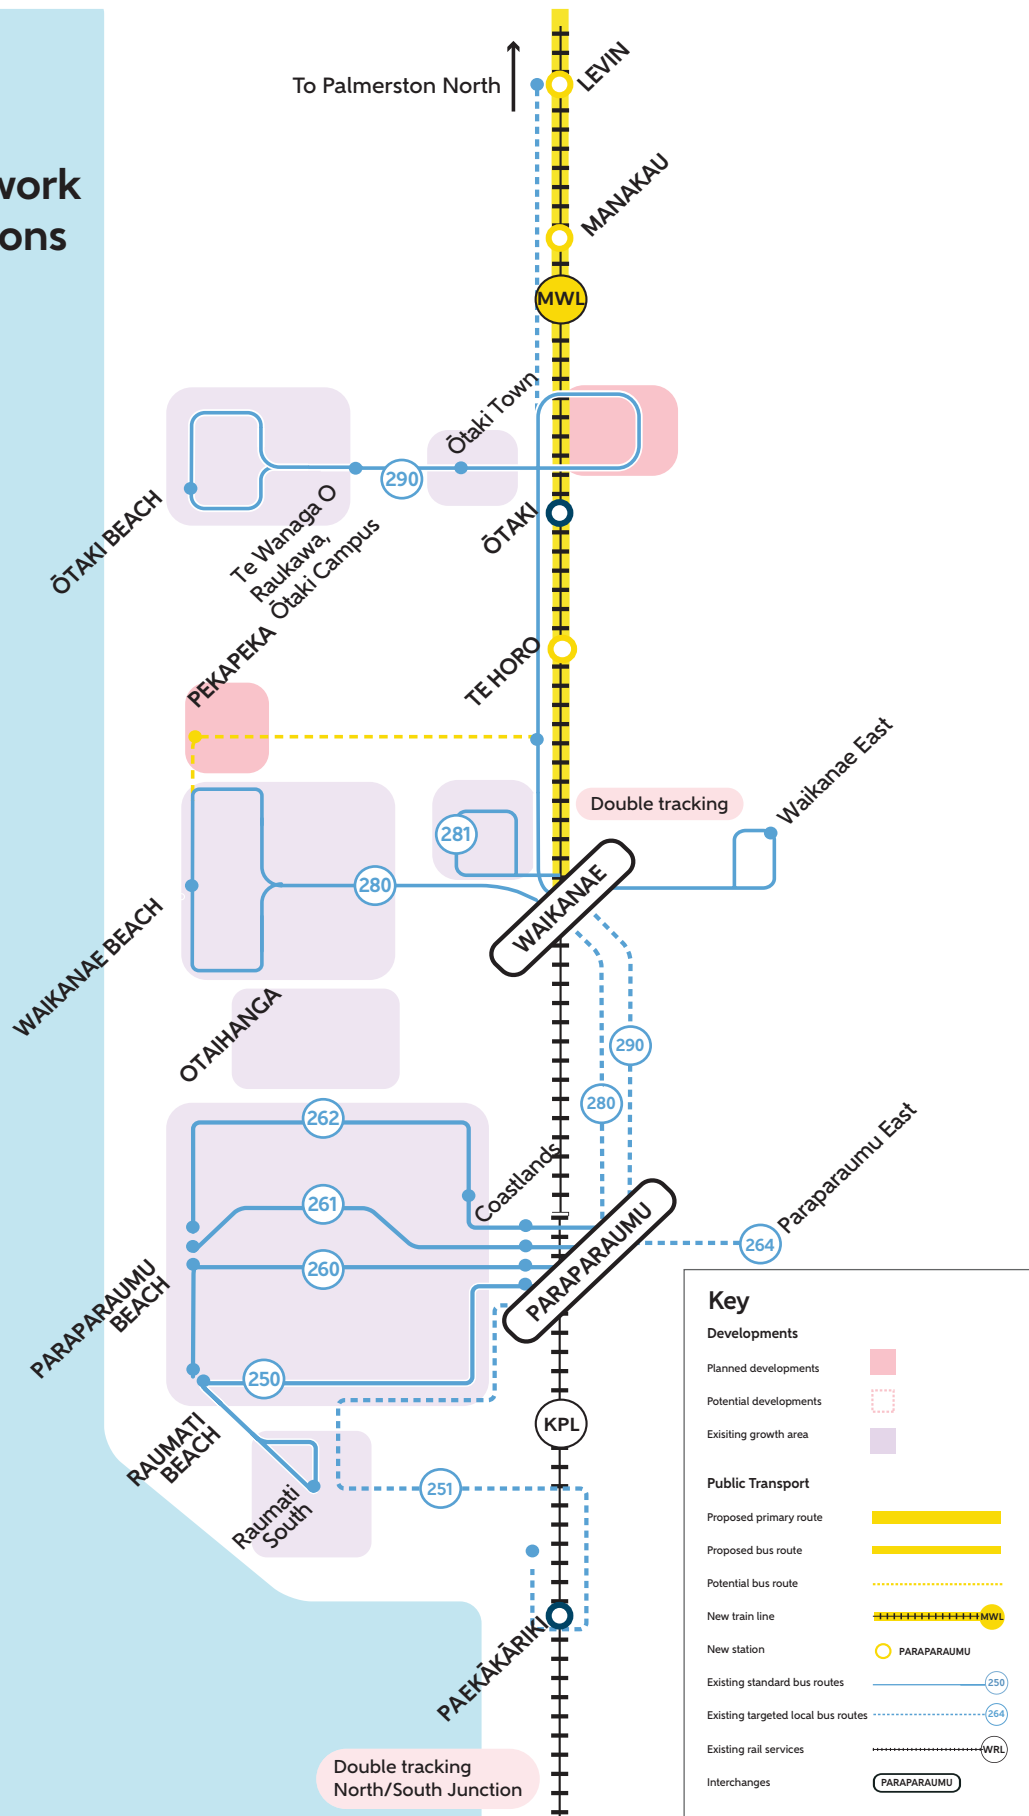 work
ons
To Palmerston North
LEVIN
MANAKAU
MWL
Ōtaki Town
290
ŌTAKI BEACH
Te Wanaga O
Raukawa,
Ōtaki Campus
ŌTAKI
PEKAPEKA
TE HORO
Waikanae East
Double tracking
281
280
WAIKANAE
WAIKANAE BEACH
OTAIHANGA
290
280
262
Coastlands
Paraparaumu East
261
264
260
PARAPARAUMU
PARAPARAUMU
BEACH
250
RAUMATI
BEACH
KPL
251
Raumati
South
PAEKĀKĀRIKI
Double tracking
North/South Junction
Key
Developments
Planned developments
Potential developments
Exisiting growth area
Public Transport
Proposed primary route
Proposed bus route
Potential bus route
New train line
MWL
New station
PARAPARAUMU
Existing standard bus routes
250
Existing targeted local bus routes
264
Existing rail services
WRL
Interchanges
PARAPARAUMU